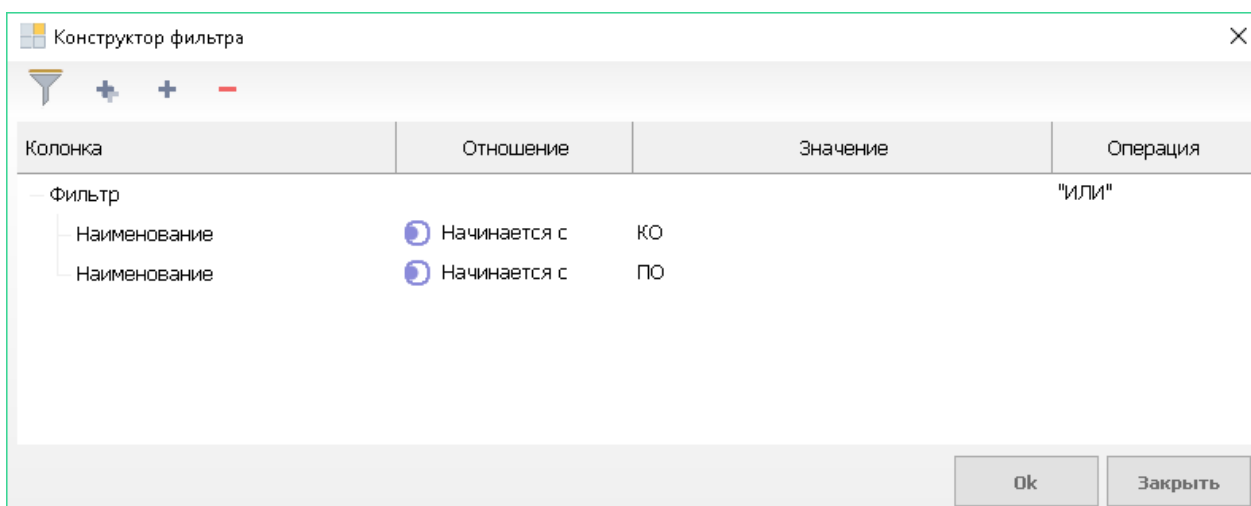 Конструктор фильтра
Колонка Отношение Значение Операция
Фильтр "ИЛИ"
Наименование Начинается с КО
Наименование Начинается с ПО
Ok Закрыть